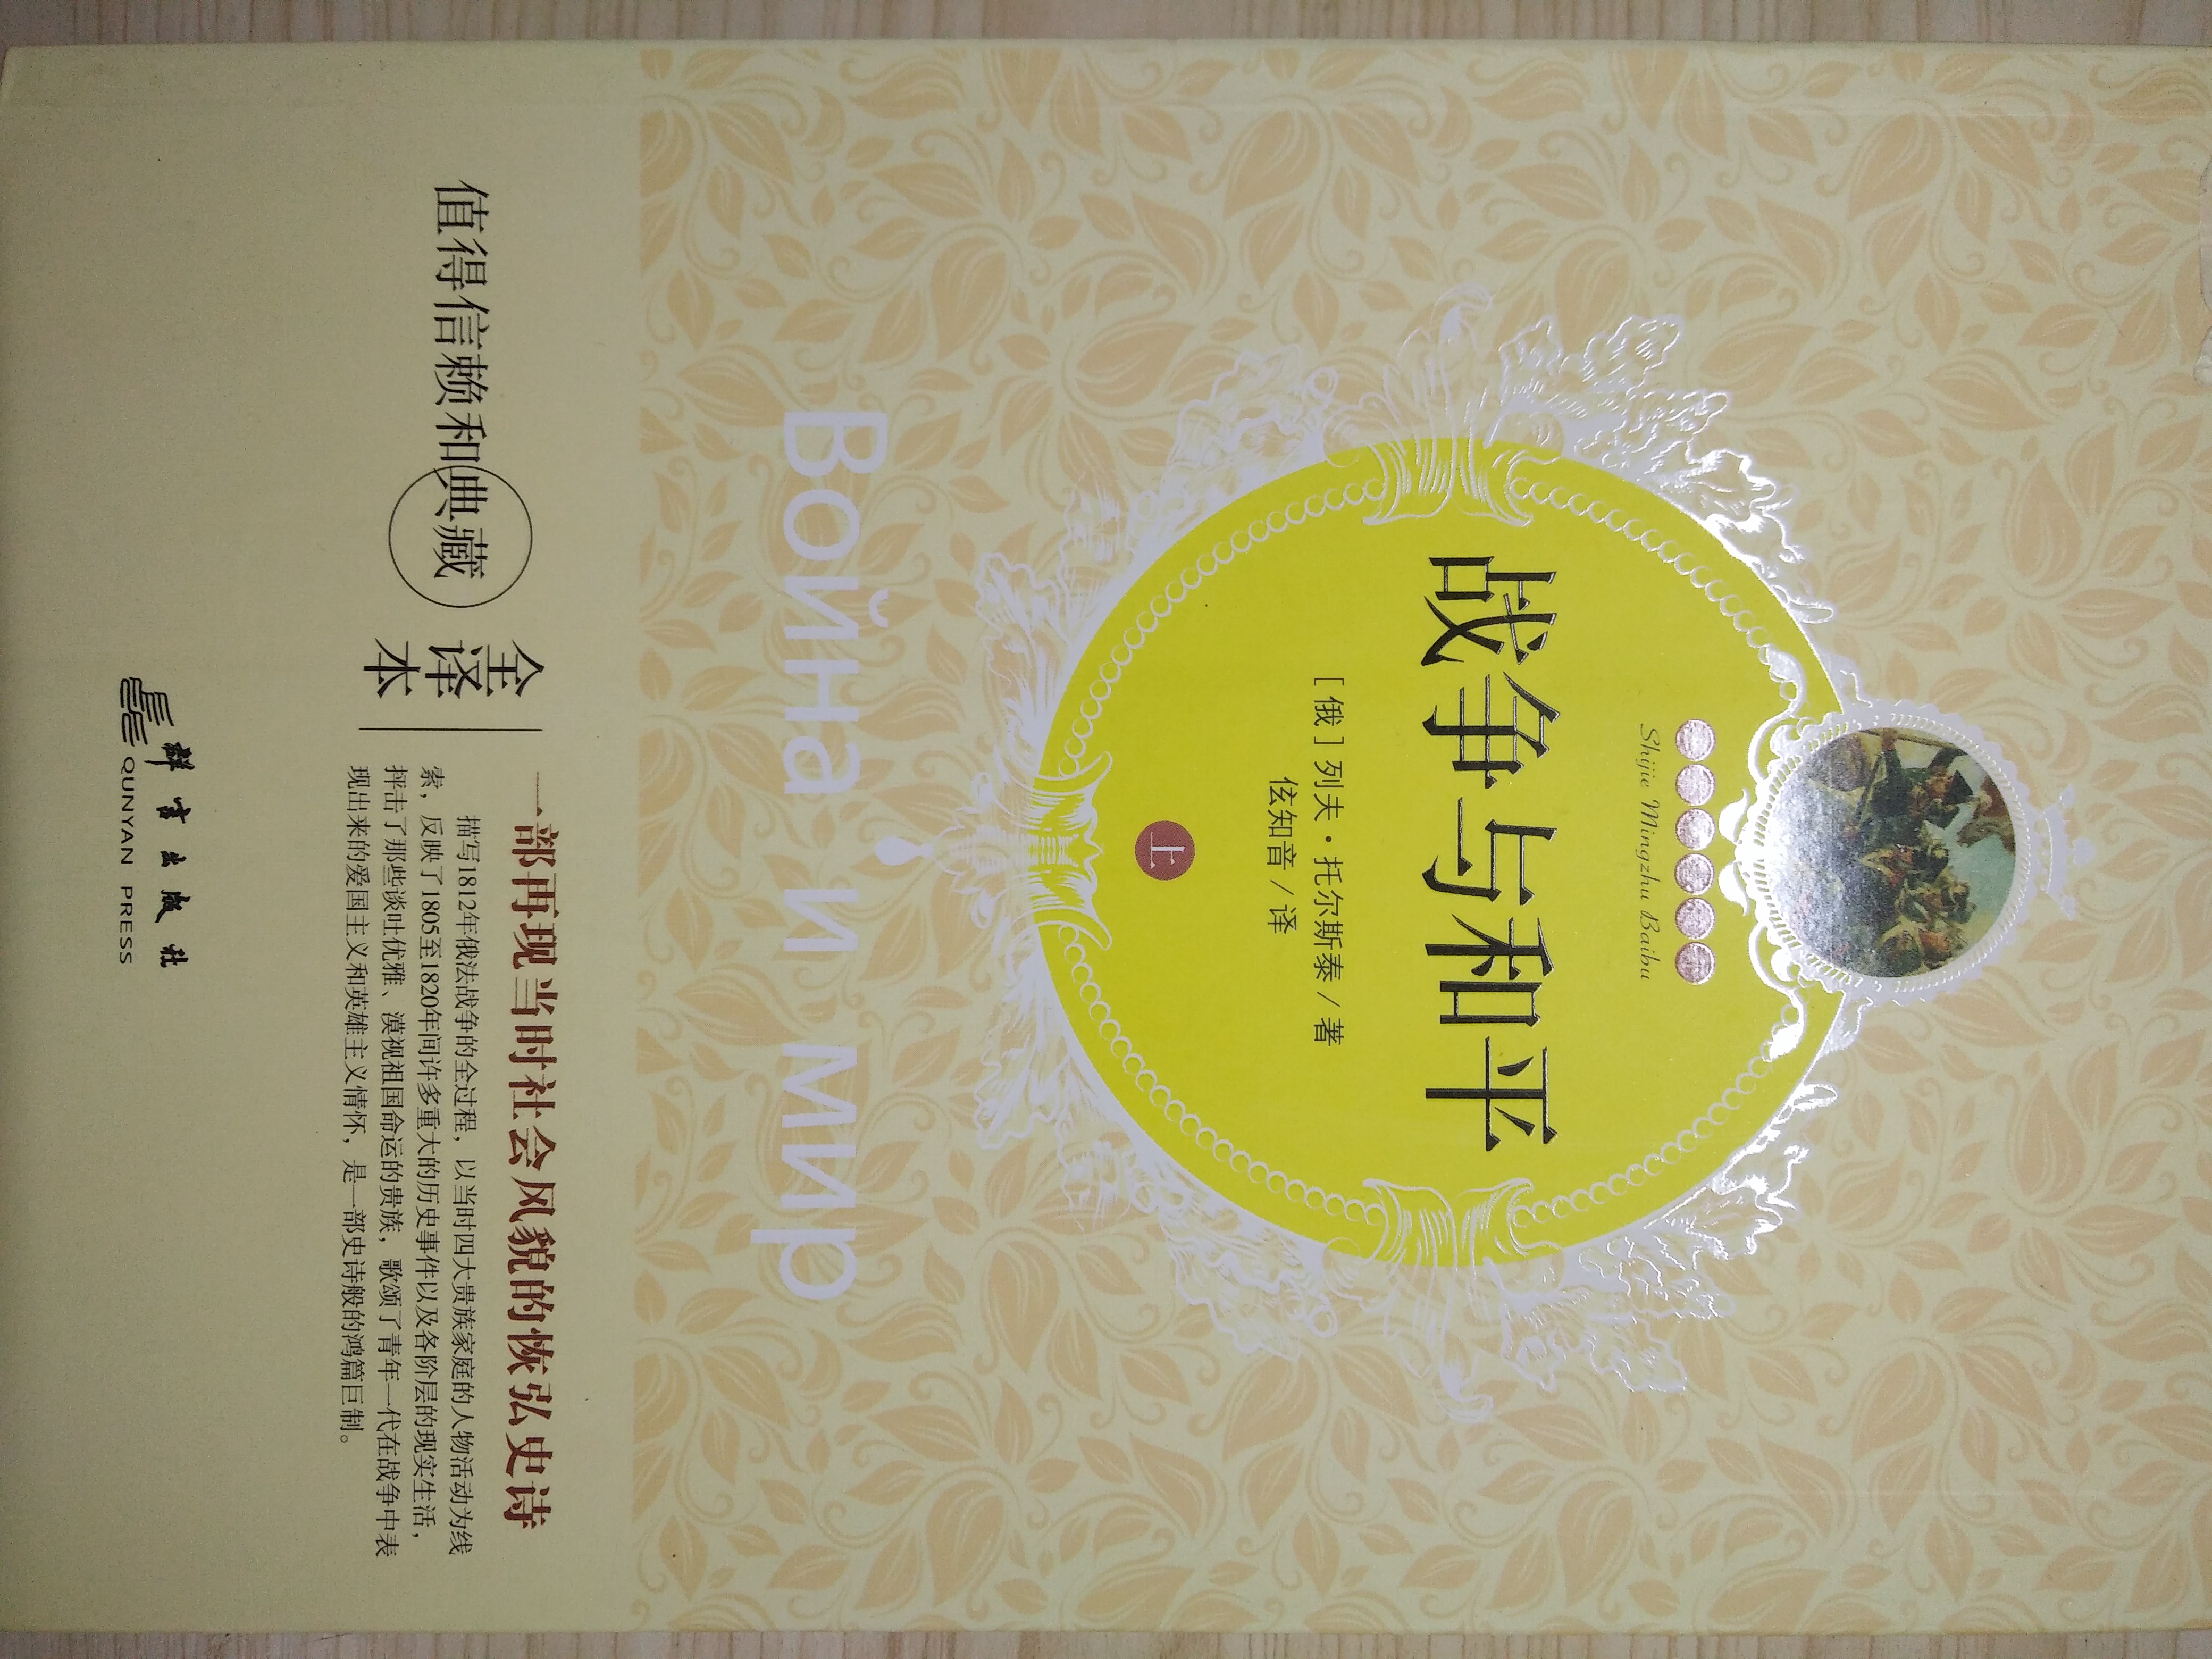 Shijie Mingzhu Baibu
战争与和平
[俄]列夫·托尔斯泰/著
伭知音/译
上
Война и мир
值得信赖和典藏
全译本
一部再现当时社会风貌的恢弘史诗
描写1812年俄法战争的全过程，以当时四大贵族家庭的人物活动为线
索，反映了1805至1820年间许多重大的历史事件以及各阶层的现实生活，
抨击了那些谈吐优雅、漠视祖国命运的贵族，歌颂了青年一代在战争中表
现出来的爱国主义和英雄主义情怀，是一部史诗般的鸿篇巨制。
群言出版社
QUNYAN PRESS